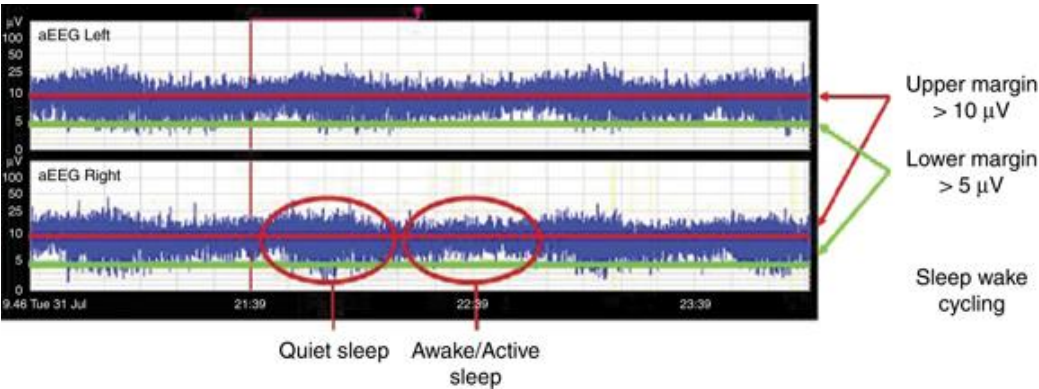 μV
100
50
25
10
5
0
aEEG Left
μV
100
50
25
10
5
0
aEEG Right
9.46 Tue 31 Jul
21:39
22:39
23:39
Upper margin
> 10 μV
Lower margin
> 5 μV
Sleep wake
cycling
Quiet sleep
Awake/Active
sleep